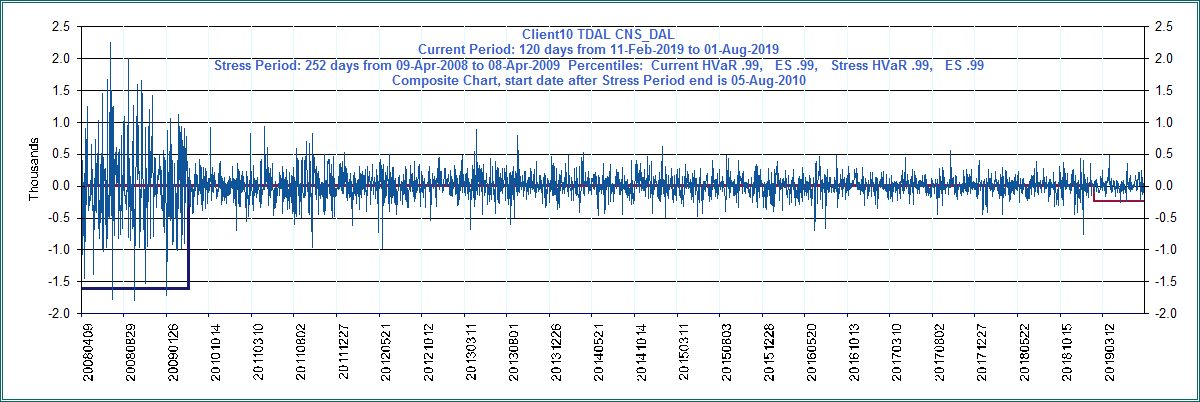 Client10 TDAL CNS_DAL
Current Period: 120 days from 11-Feb-2019 to 01-Aug-2019
Stress Period: 252 days from 09-Apr-2008 to 08-Apr-2009 Percentiles: Current HVaR .99, ES .99, Stress HVaR .99, ES .99
Composite Chart, start date after Stress Period end is 05-Aug-2010
2.5 2.5
2.0 2.0
1.5 1.5
1.0 1.0
0.5 0.5
0.0 0.0
-0.5 -0.5
-1.0 -1.0
-1.5 -1.5
-2.0 -2.0
Thousands
20080409 20080829 20090126 20101014 20110310 20110802 20111227 20120521 20121012 20130311 20130801 20131226 20140521 20141014 20150311 20150803 20151228 20160520 20161013 20170310 20170802 20171227 20180522 20181015 20190312